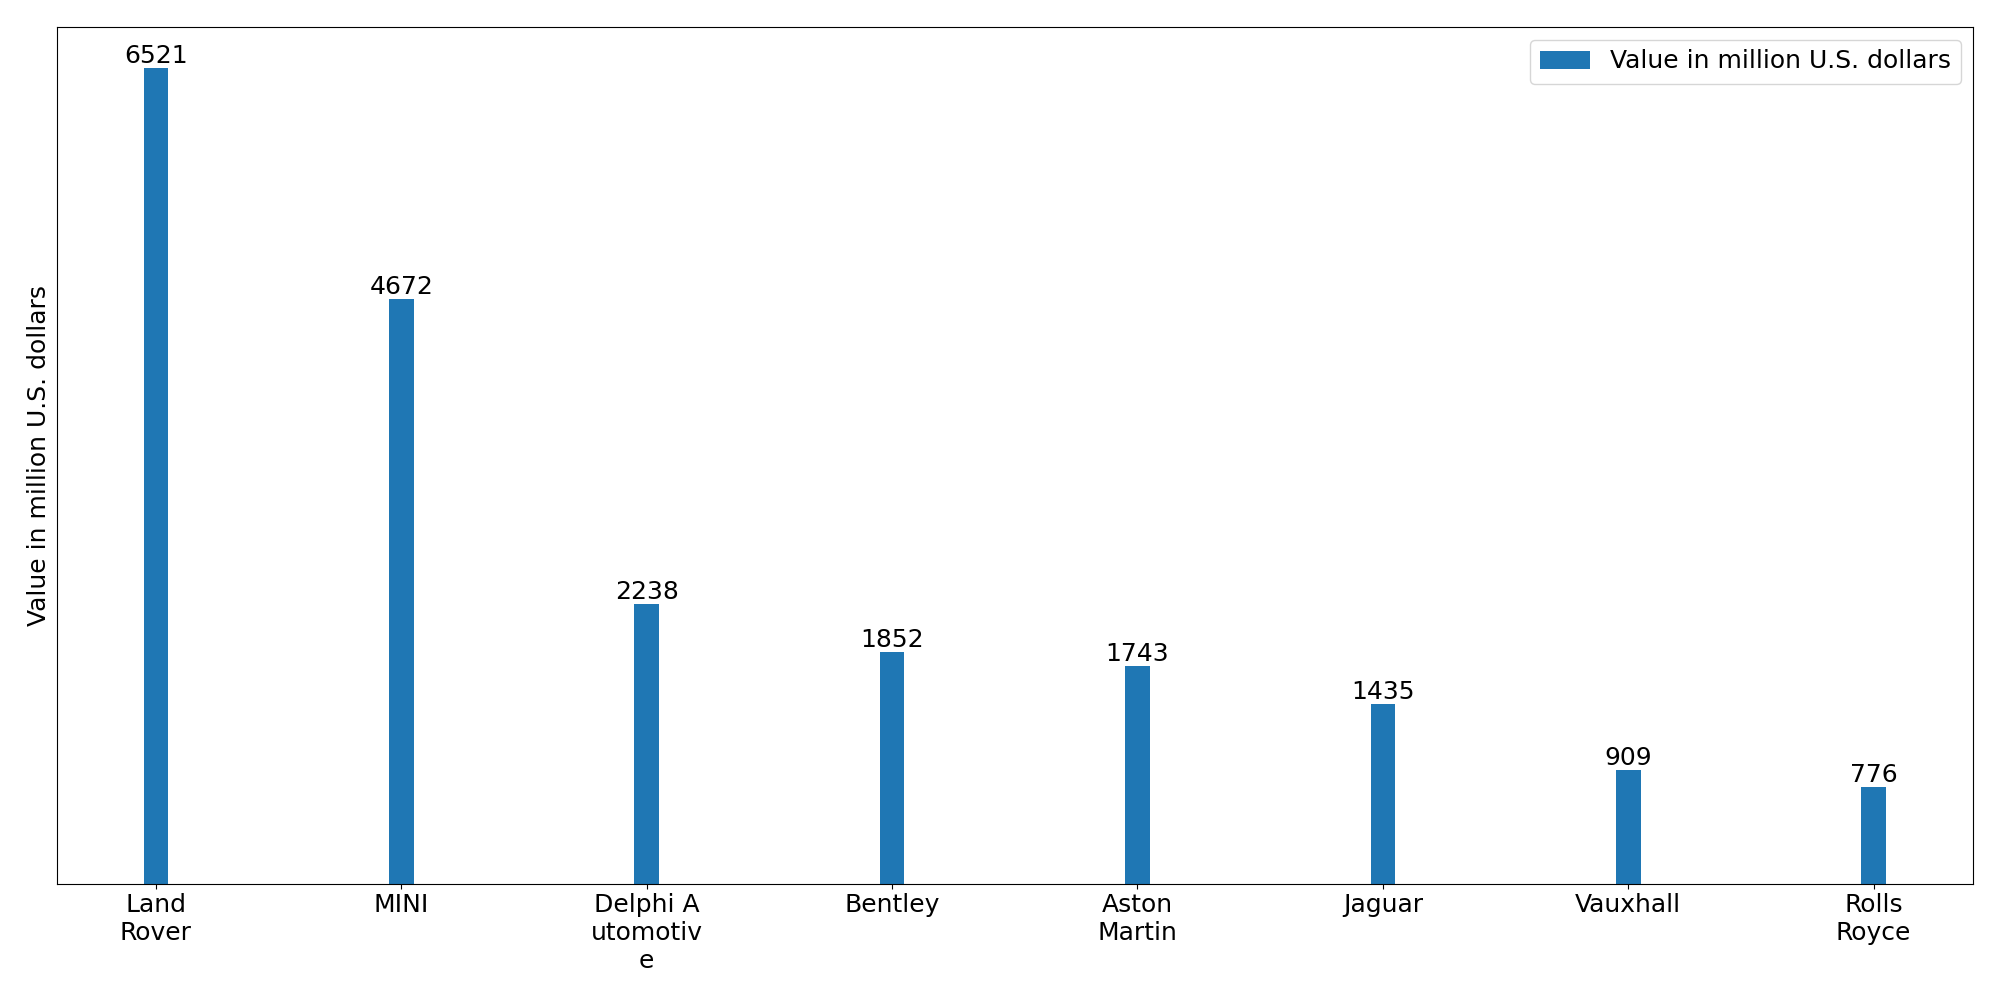 6521
Value in million U.S. dollars
4672
2238
1852
1743
1435
909
776
Value in million U.S. dollars
Land
Rover
MINI
Delphi A
utomotiv
e
Bentley
Aston
Martin
Jaguar
Vauxhall
Rolls
Royce